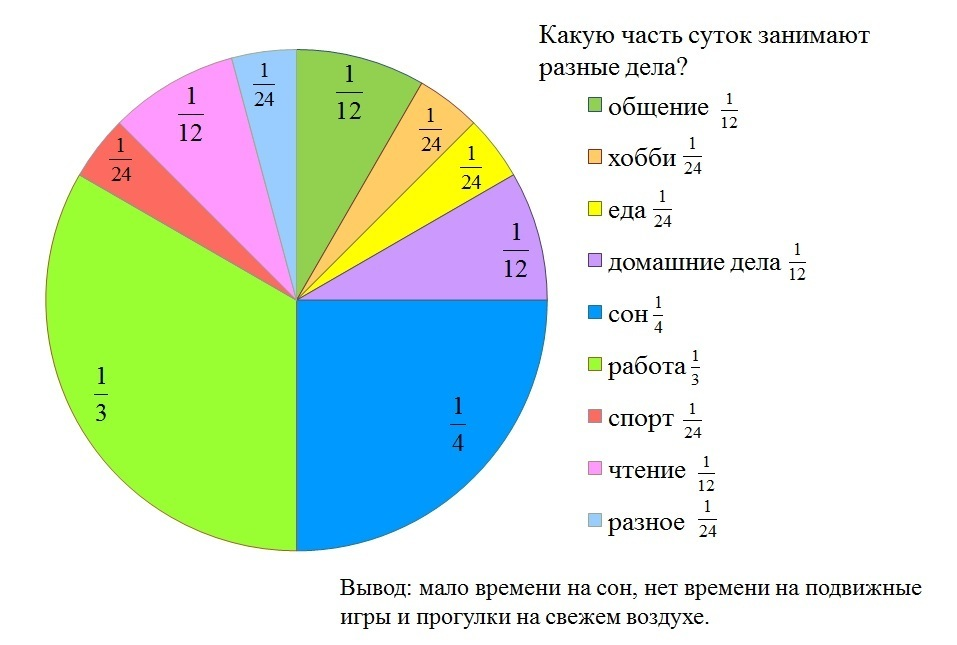 Какую часть суток занимают
разные дела?
общение 1/12
хобби 1/24
еда 1/24
домашние дела 1/12
сон 1/4
работа 1/3
спорт 1/24
чтение 1/12
разное 1/24
1/12
1/24
1/24
1/12
1/4
1/3
1/24
1/12
1/24
Вывод: мало времени на сон, нет времени на подвижные
игры и прогулки на свежем воздухе.